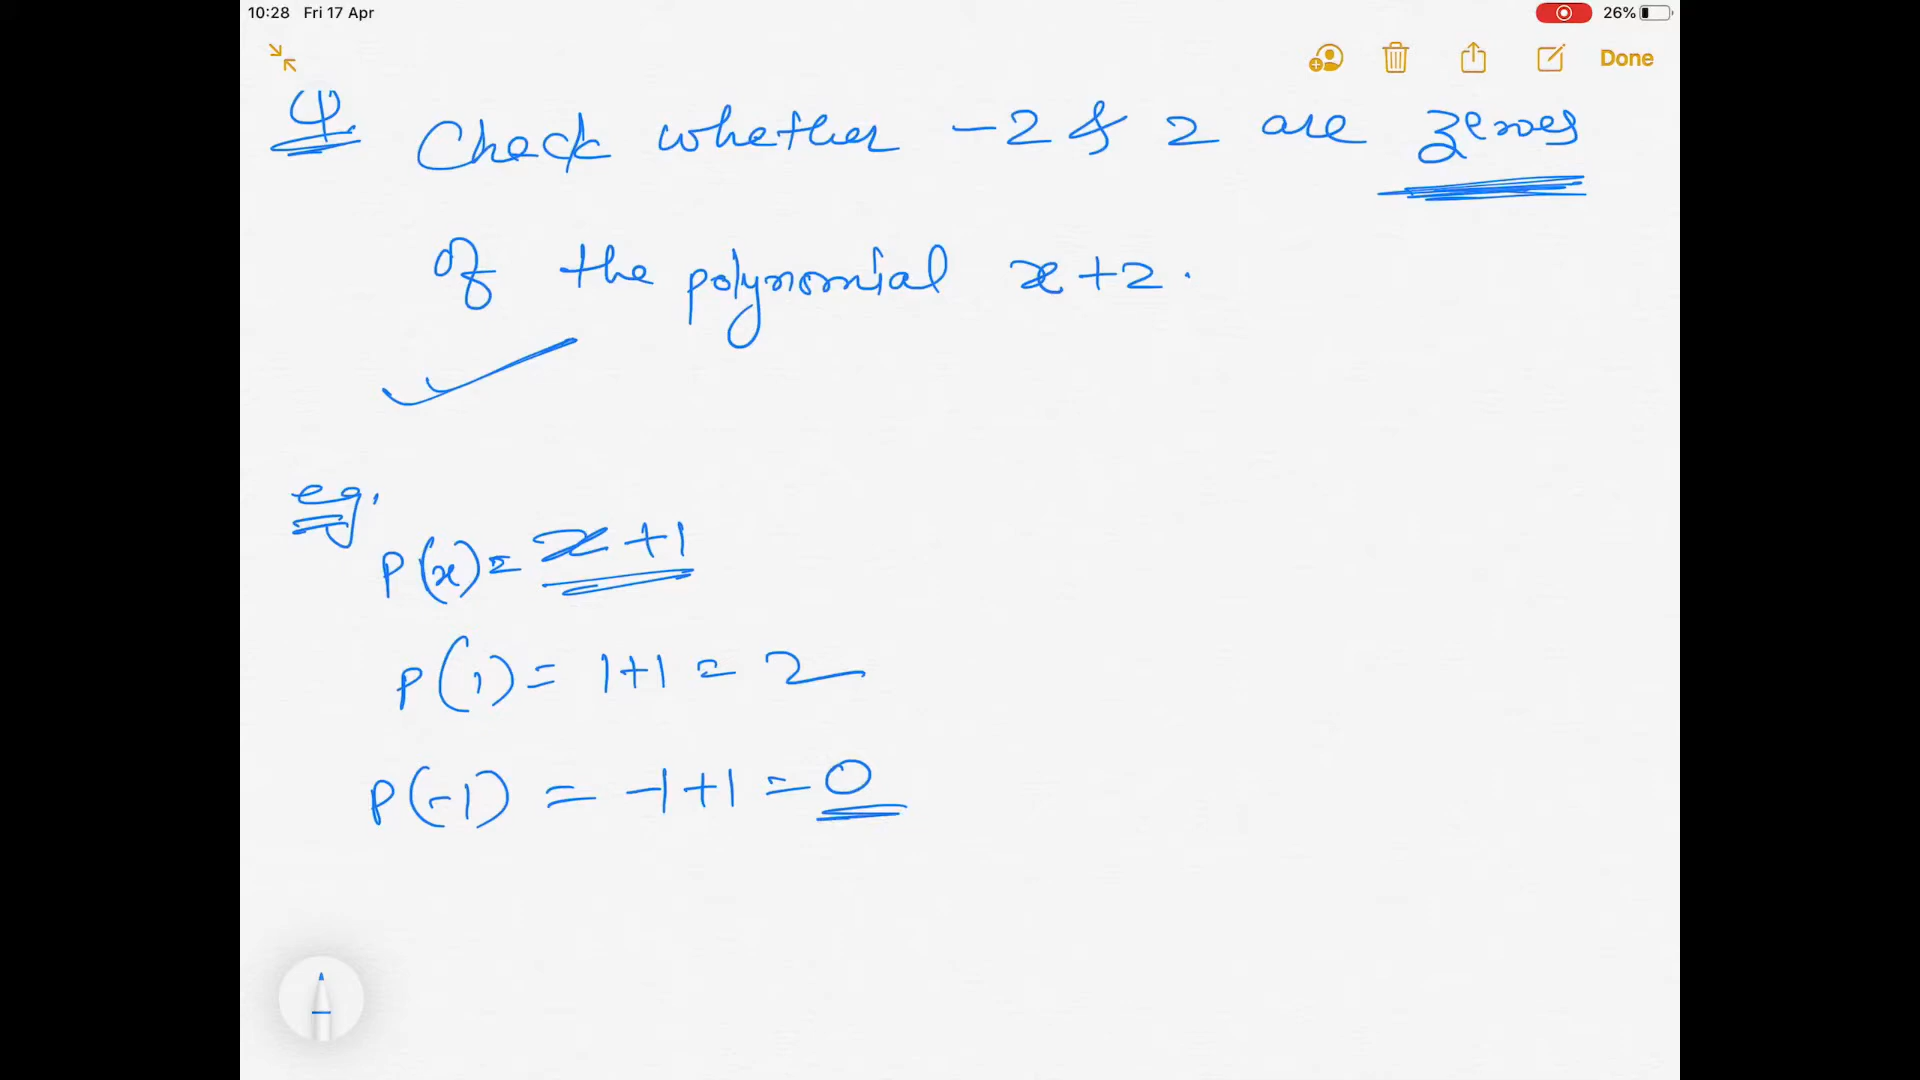 10:28 Fri 17 Apr
26%
Done
Check whether -2 & 2 are zeroes
of the polynomial x+2.
eg.
P(x) = x+1
P(1) = 1+1 = 2
P(-1) = -1+1 = 0